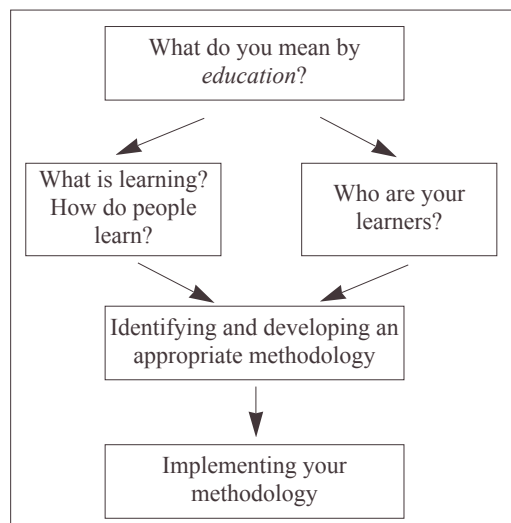 What do you mean by
education?
What is learning?
How do people
learn?
Who are your
learners?
Identifying and developing an
appropriate methodology
Implementing your
methodology